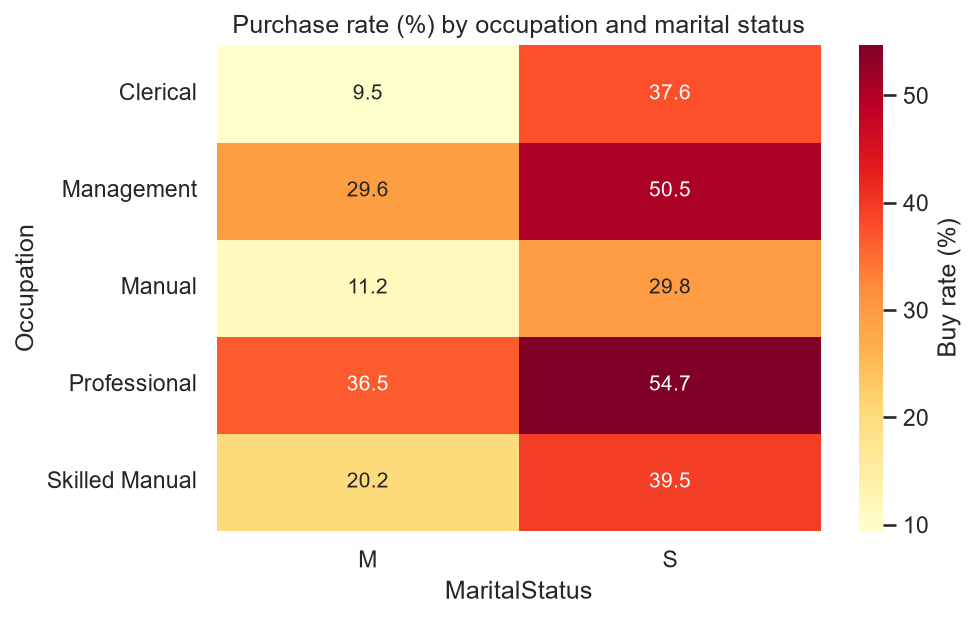 Purchase rate (%) by occupation and marital status
Occupation
Clerical 9.5 37.6
Management 29.6 50.5
Manual 11.2 29.8
Professional 36.5 54.7
Skilled Manual 20.2 39.5
M S
MaritalStatus
50
40
30
20
10
Buy rate (%)